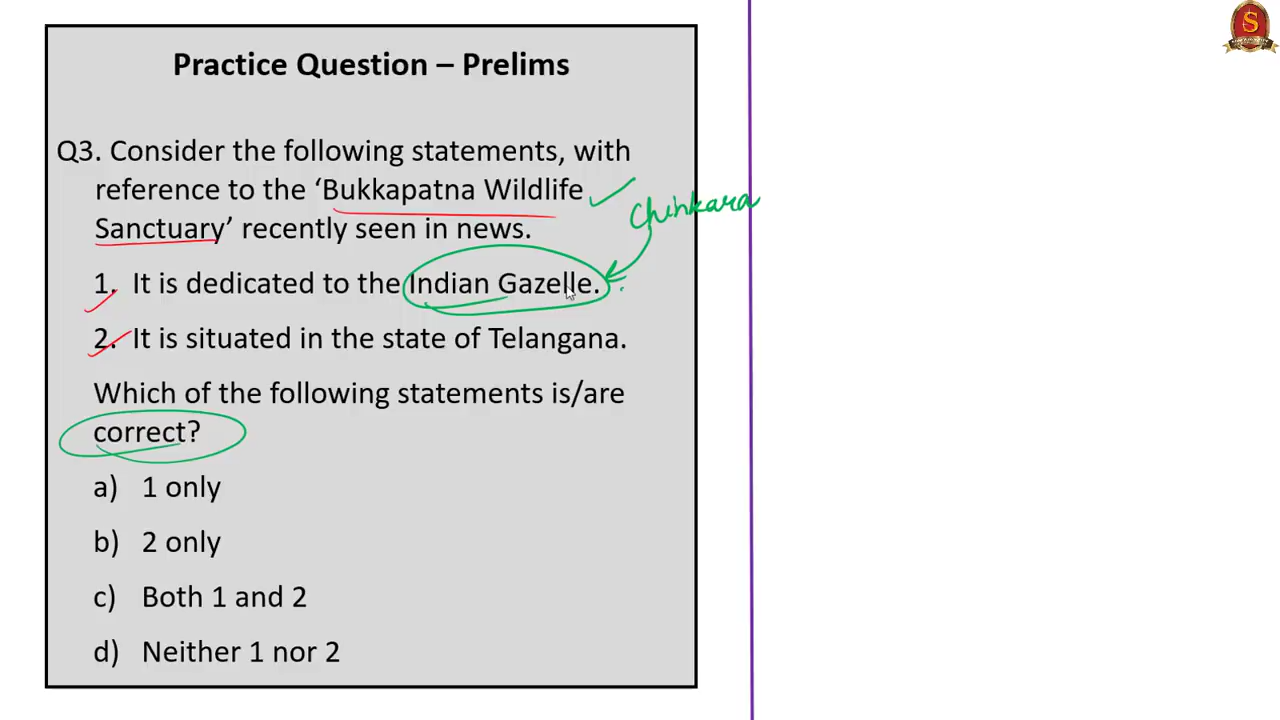 Practice Question – Prelims
Q3. Consider the following statements, with
reference to the ‘Bukkapatna Wildlife
Sanctuary’ recently seen in news.
Chinkara
1. It is dedicated to the Indian Gazelle.
2. It is situated in the state of Telangana.
Which of the following statements is/are
correct?
a) 1 only
b) 2 only
c) Both 1 and 2
d) Neither 1 nor 2
S